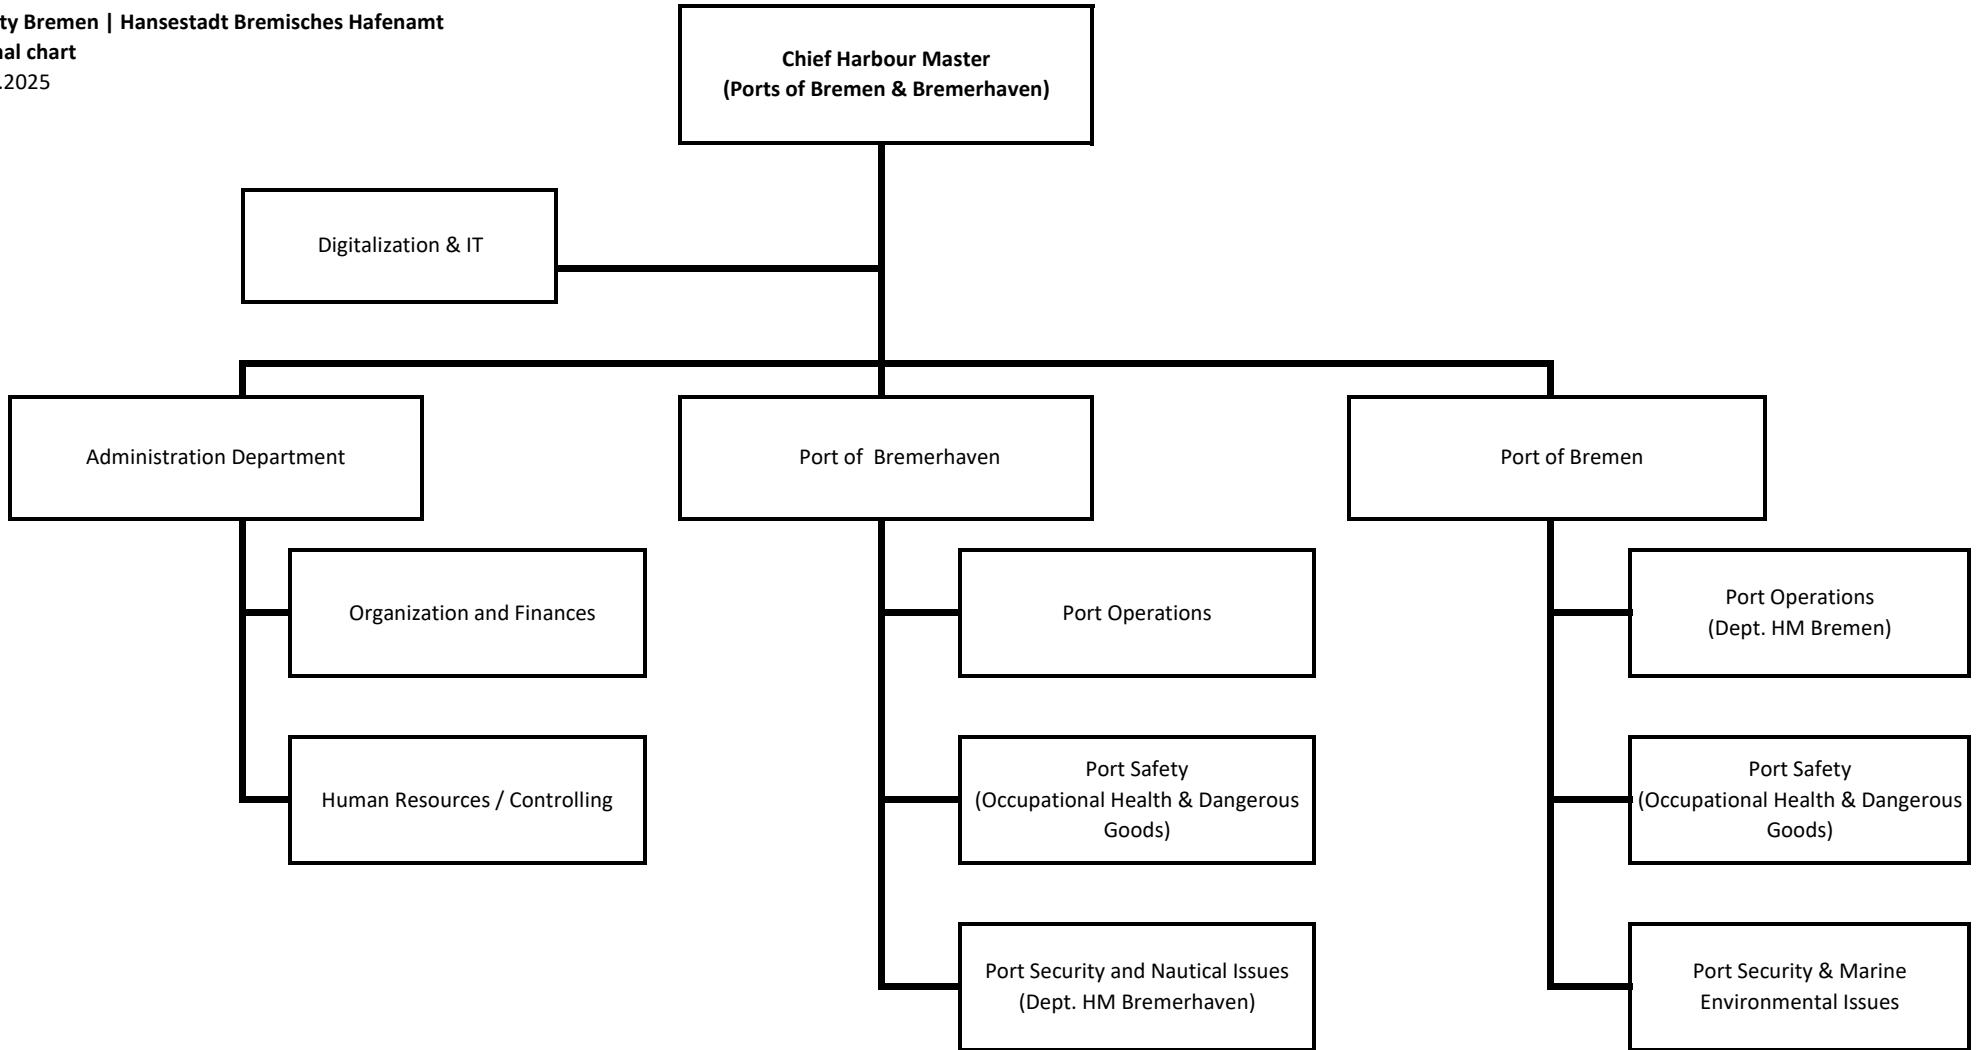 Bremen | Hansestadt Bremisches Hafenamt
chart
.2025
Chief Harbour Master
(Ports of Bremen & Bremerhaven)
Digitalization & IT
Administration Department
Port of Bremerhaven
Port of Bremen
Organization and Finances
Port Operations
Port Operations
(Dept. HM Bremen)
Human Resources / Controlling
Port Safety
(Occupational Health & Dangerous
Goods)
Port Safety
(Occupational Health & Dangerous
Goods)
Port Security and Nautical Issues
(Dept. HM Bremerhaven)
Port Security & Marine
Environmental Issues